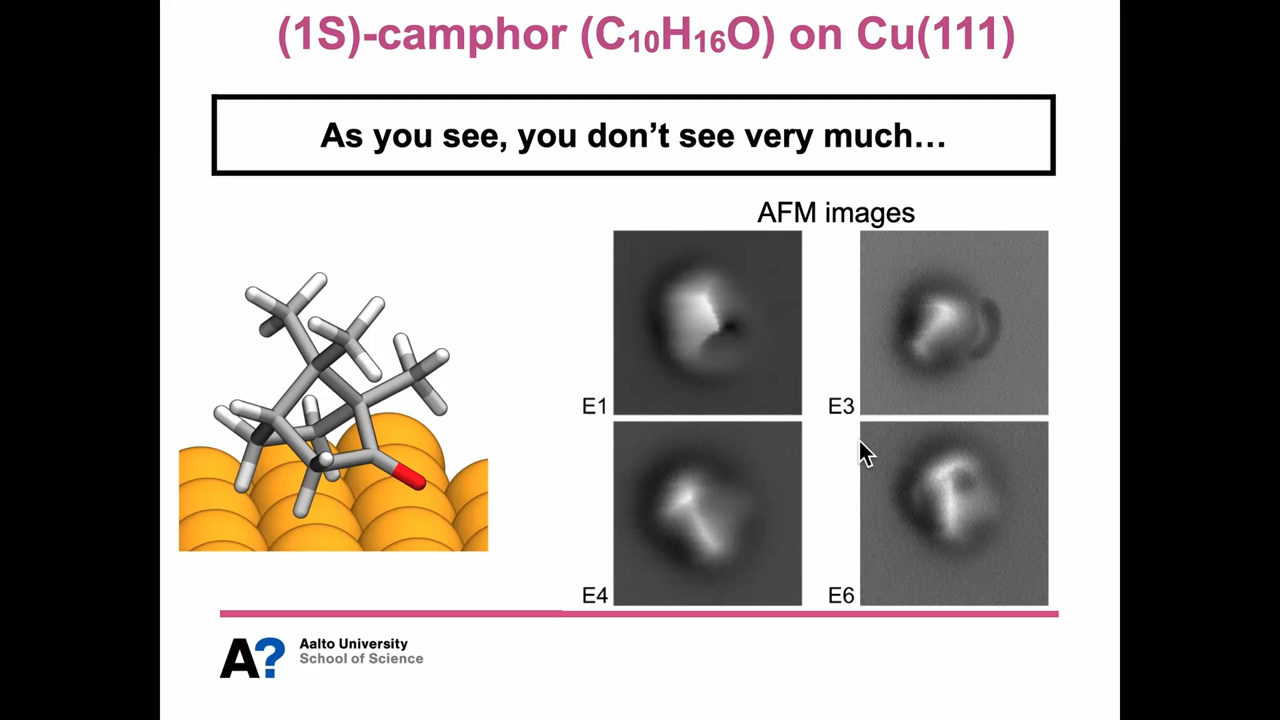 (1S)-camphor (C₁₀H₁₆O) on Cu(111)
As you see, you don’t see very much…
AFM images
E1
E3
E4
E6
A?
Aalto University
School of Science